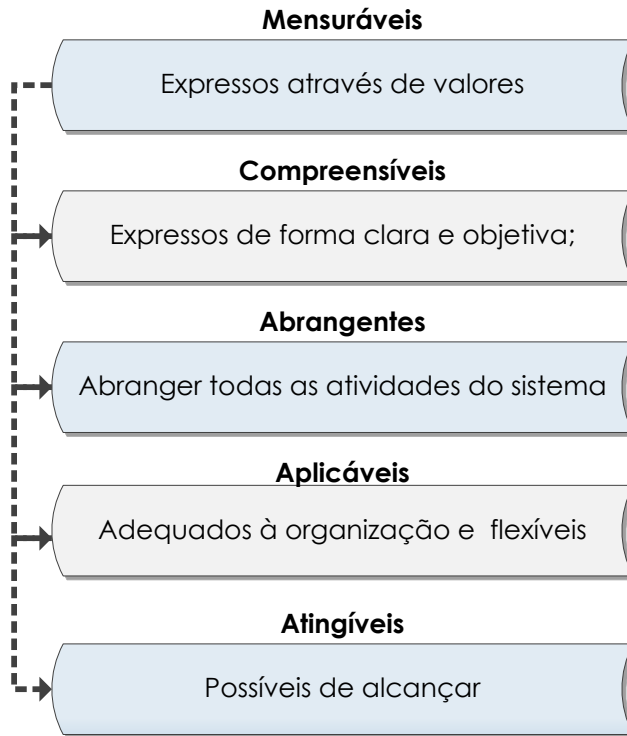 Mensuráveis
Expressos através de valores
Compreensíveis
Expressos de forma clara e objetiva;
Abrangentes
Abranger todas as atividades do sistema
Aplicáveis
Adequados à organização e  flexíveis
Atingíveis
Possíveis de alcançar